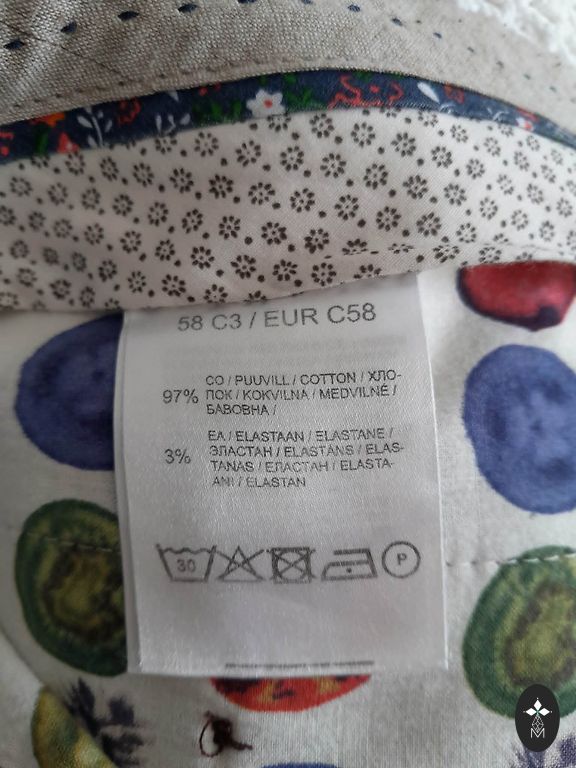 58 C3 / EUR C58
97% CO / PUUVILL / COTTON / ХЛО-
ПОК / KOKVILNA / MEDVILNĖ /
БАВОВНА /
3% EA / ELASTAAN / ELASTANE /
ЭЛАСТАН / ELASTĀNS / ELAS-
TANAS / ЕЛАСТАН / ELASTA-
ANI / ELASTAN
30
P
M